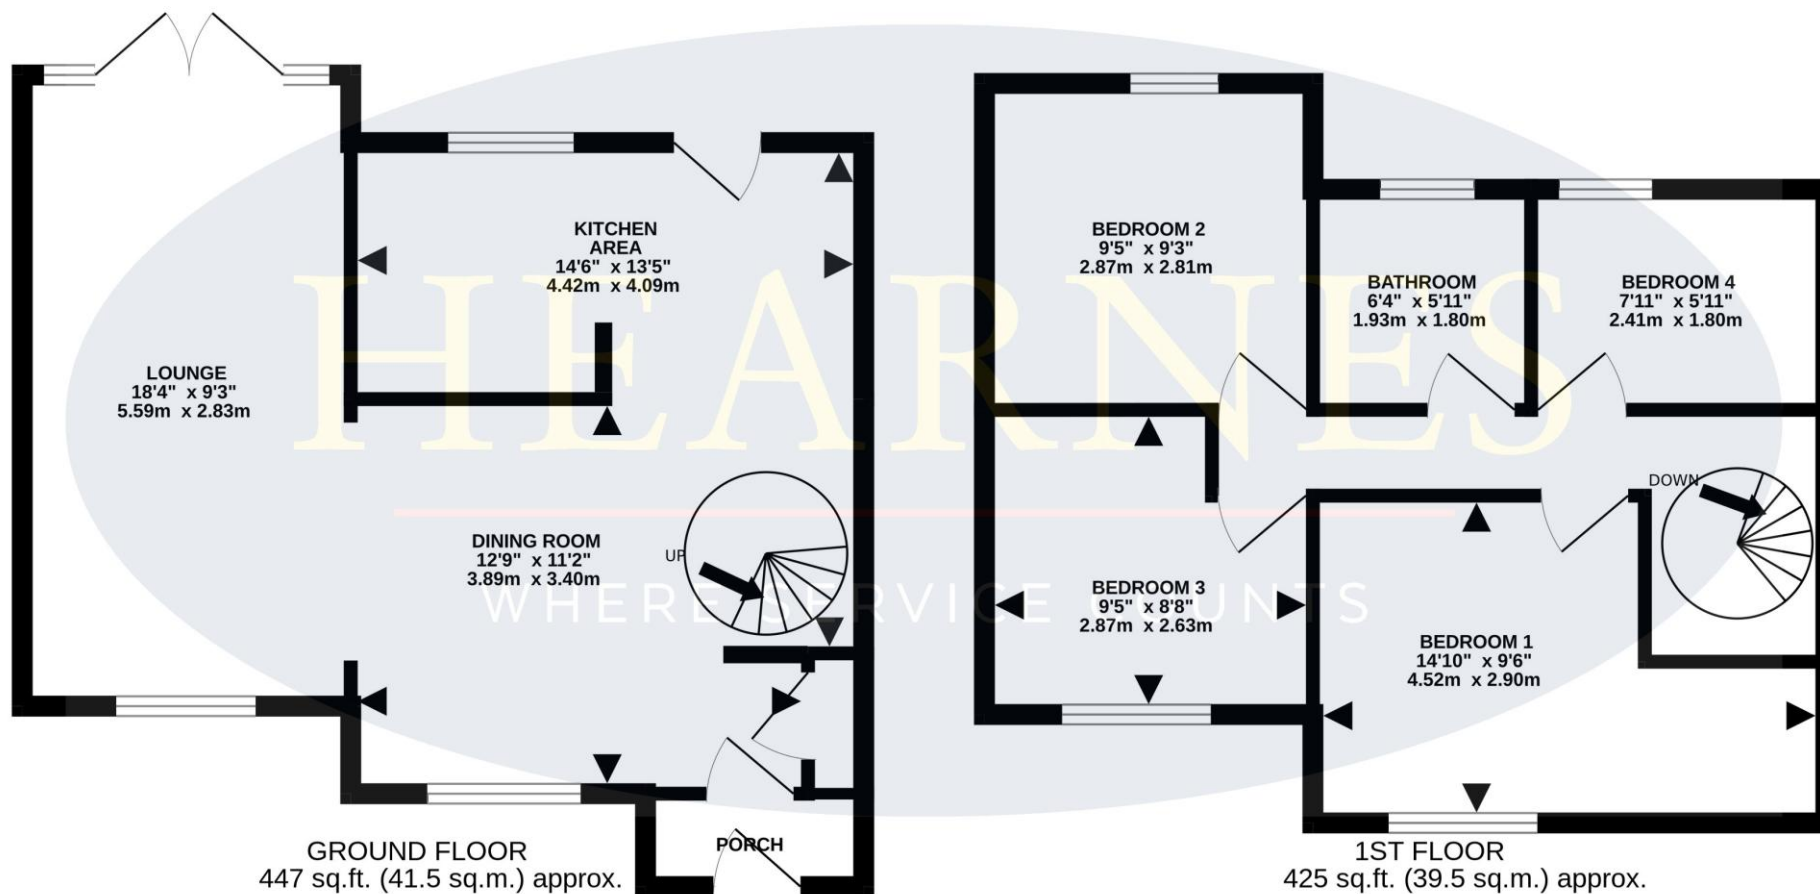 KITCHEN
AREA
14'6" x 13'5"
4.42m x 4.09m
LOUNGE
18'4" x 9'3"
5.59m x 2.83m
DINING ROOM
12'9" x 11'2"
3.89m x 3.40m
UP
PORCH
GROUND FLOOR
447 sq.ft. (41.5 sq.m.) approx.
BEDROOM 2
9'5" x 9'3"
2.87m x 2.81m
BATHROOM
6'4" x 5'11"
1.93m x 1.80m
BEDROOM 4
7'11" x 5'11"
2.41m x 1.80m
DOWN
BEDROOM 3
9'5" x 8'8"
2.87m x 2.63m
BEDROOM 1
14'10" x 9'6"
4.52m x 2.90m
1ST FLOOR
425 sq.ft. (39.5 sq.m.) approx.
HEARNES
WHERE SERVICE COUNTS